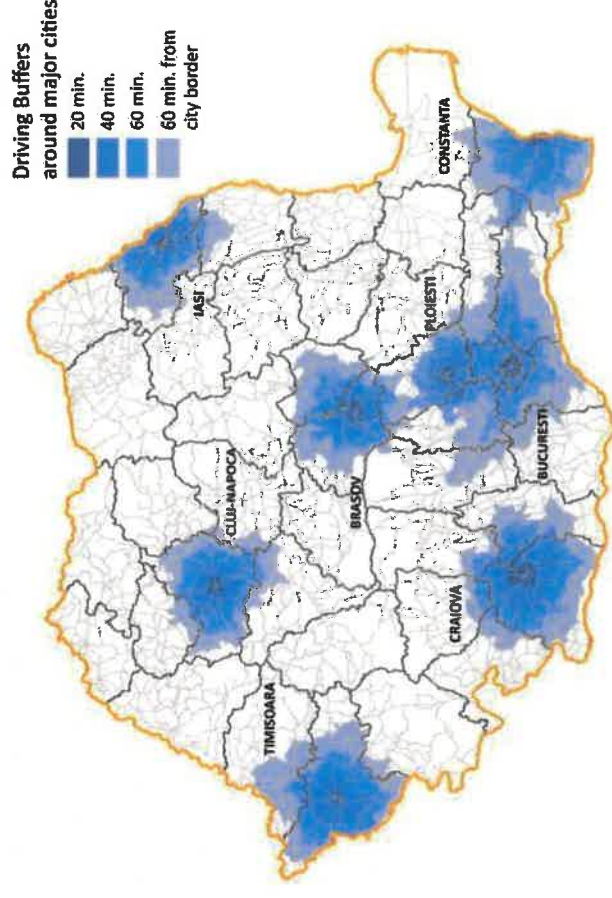 Driving Buffers
around major cities
20 min.
40 min.
60 min.
60 min. from
city border
IASI
CLUJ-NAPOCA
TIMISOARA
BRASOV
PLOIESTI
CONSTANTA
CRAIOVA
BUCURESTI